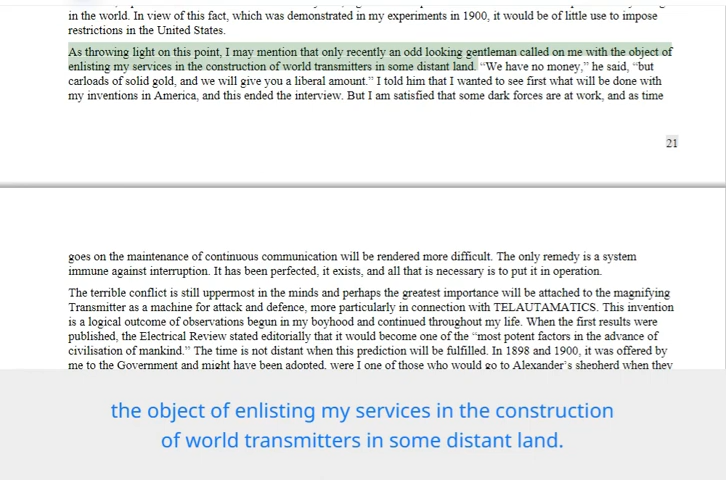 in the world. In view of this fact, which was demonstrated in my experiments in 1900, it would be of little use to impose
restrictions in the United States.
As throwing light on this point, I may mention that only recently an odd looking gentleman called on me with the object of
enlisting my services in the construction of world transmitters in some distant land. “We have no money,” he said, “but
carloads of solid gold, and we will give you a liberal amount.” I told him that I wanted to see first what will be done with
my inventions in America, and this ended the interview. But I am satisfied that some dark forces are at work, and as time
21
goes on the maintenance of continuous communication will be rendered more difficult. The only remedy is a system
immune against interruption. It has been perfected, it exists, and all that is necessary is to put it in operation.
The terrible conflict is still uppermost in the minds and perhaps the greatest importance will be attached to the magnifying
Transmitter as a machine for attack and defence, more particularly in connection with TELAUTAMATICS. This invention
is a logical outcome of observations begun in my boyhood and continued throughout my life. When the first results were
published, the Electrical Review stated editorially that it would become one of the “most potent factors in the advance of
civilisation of mankind.” The time is not distant when this prediction will be fulfilled. In 1898 and 1900, it was offered by
me to the Government and might have been adopted, were I one of those who would go to Alexander's shepherd when they
the object of enlisting my services in the construction
of world transmitters in some distant land.